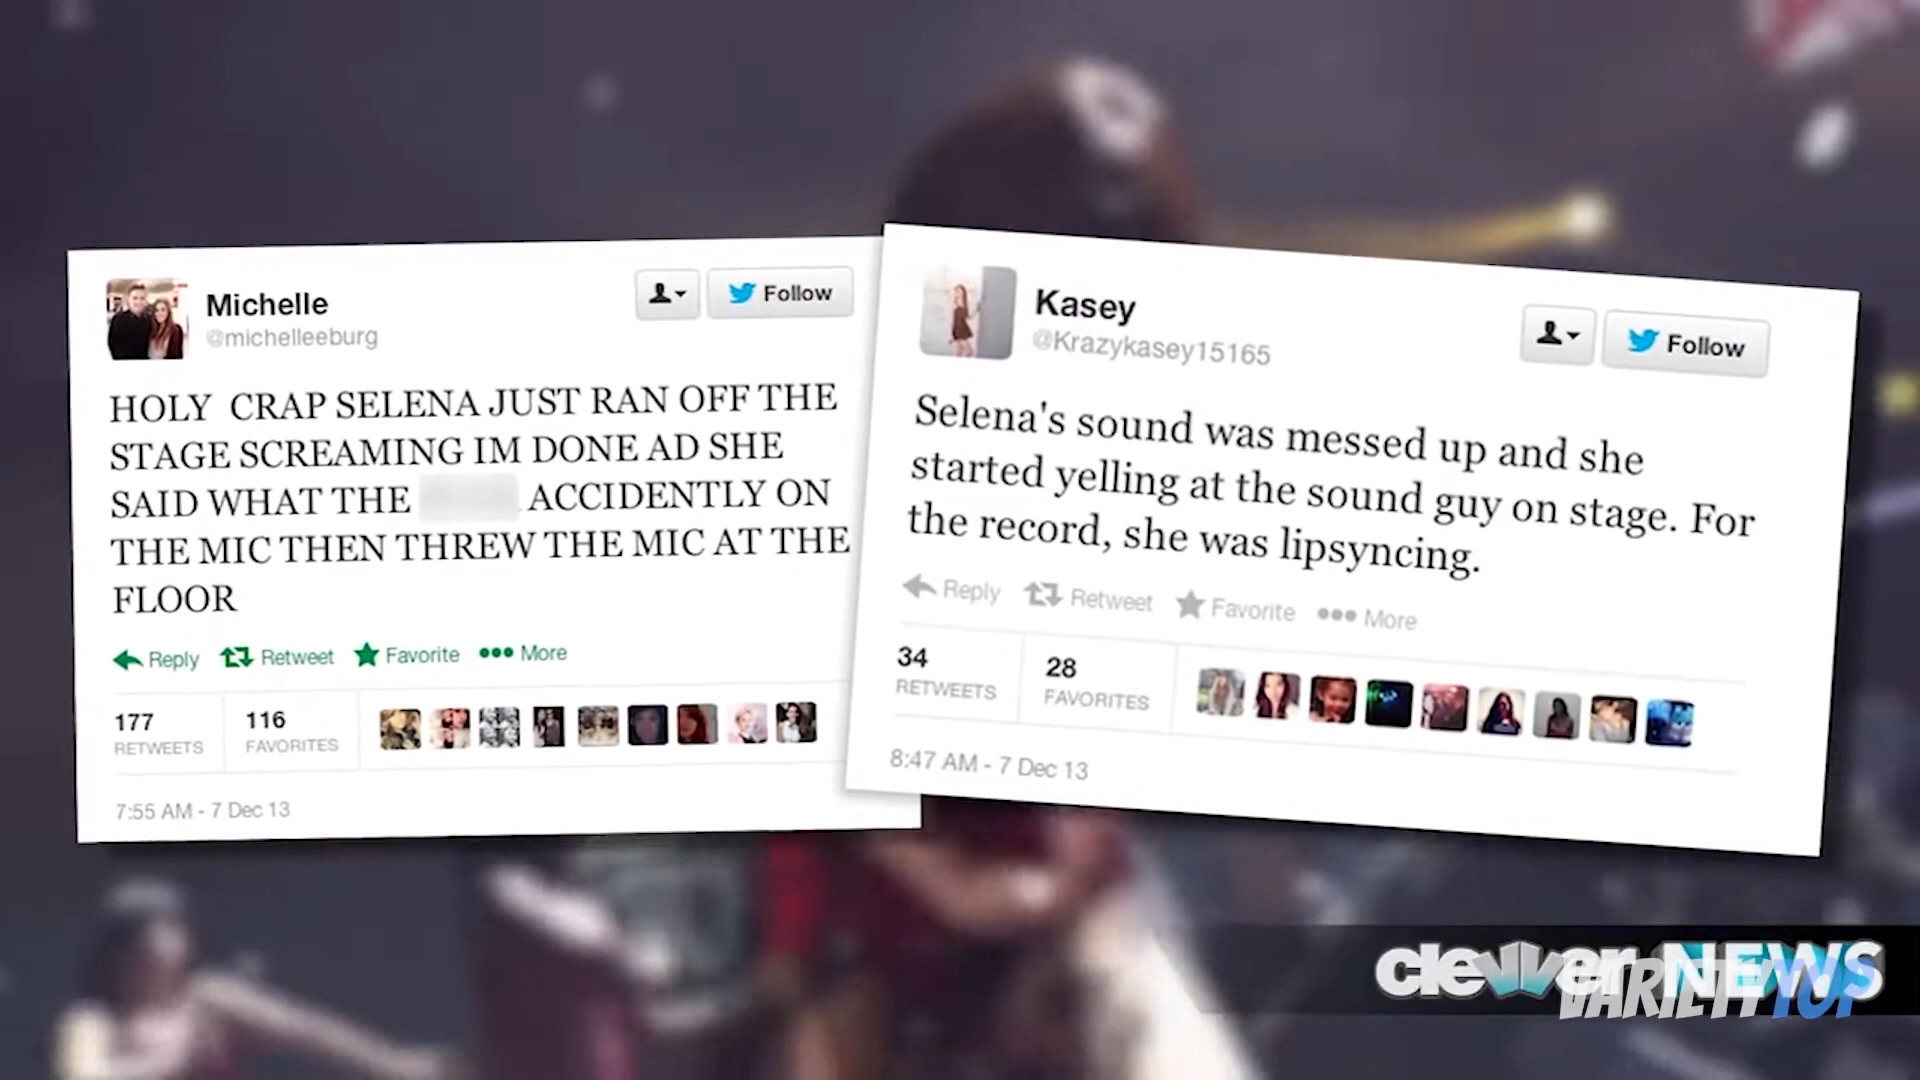 Michelle
@michelleeburg
Follow
HOLY CRAP SELENA JUST RAN OFF THE
STAGE SCREAMING IM DONE AD SHE
SAID WHAT THE ACCIDENTLY ON
THE MIC THEN THREW THE MIC AT THE
FLOOR
Reply Retweet Favorite More
177 116
RETWEETS FAVORITES
7:55 AM - 7 Dec 13
Kasey
@Krazykasey15165
Follow
Selena's sound was messed up and she
started yelling at the sound guy on stage. For
the record, she was lipsyncing.
Reply Retweet Favorite More
34 28
RETWEETS FAVORITES
8:47 AM - 7 Dec 13
clevver NEWS
VARIETYTOP